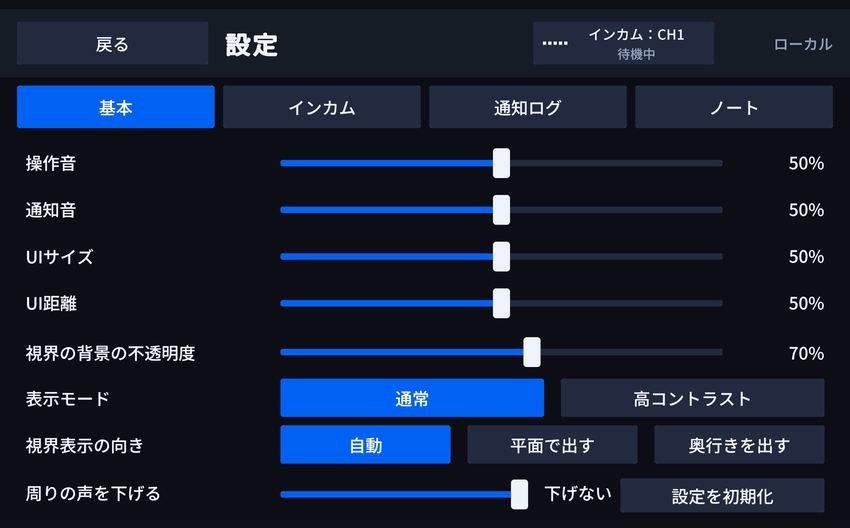 戻る
設定
インカム：CH1
待機中
ローカル
基本
インカム
通知ログ
ノート
操作音
50%
通知音
50%
UIサイズ
50%
UI距離
50%
視界の背景の不透明度
70%
表示モード
通常
高コントラスト
視界表示の向き
自動
平面で出す
奥行きを出す
周りの声を下げる
下げない
設定を初期化